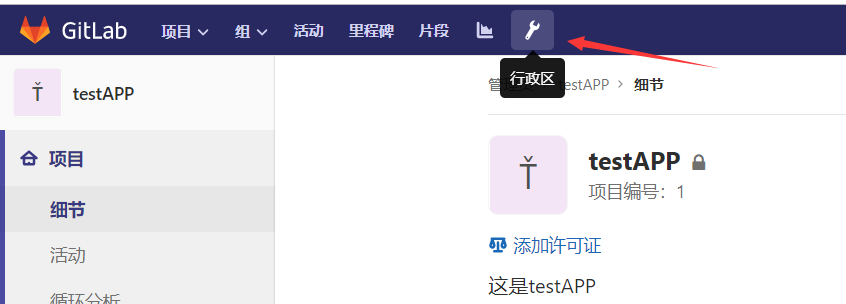 GitLab 项目 组 活动 里程碑 片段
行政区
Ť testAPP
testAPP > 细节
项目
Ť
testAPP
项目编号：1
细节
添加许可证
活动
这是testAPP
循环分析